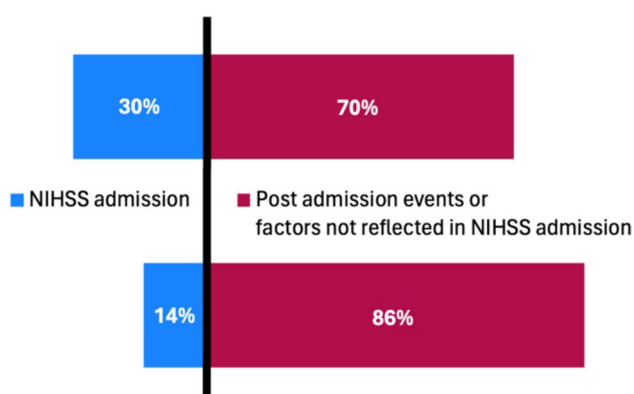 30% 70%
NIHSS admission Post admission events or
factors not reflected in NIHSS admission
14% 86%